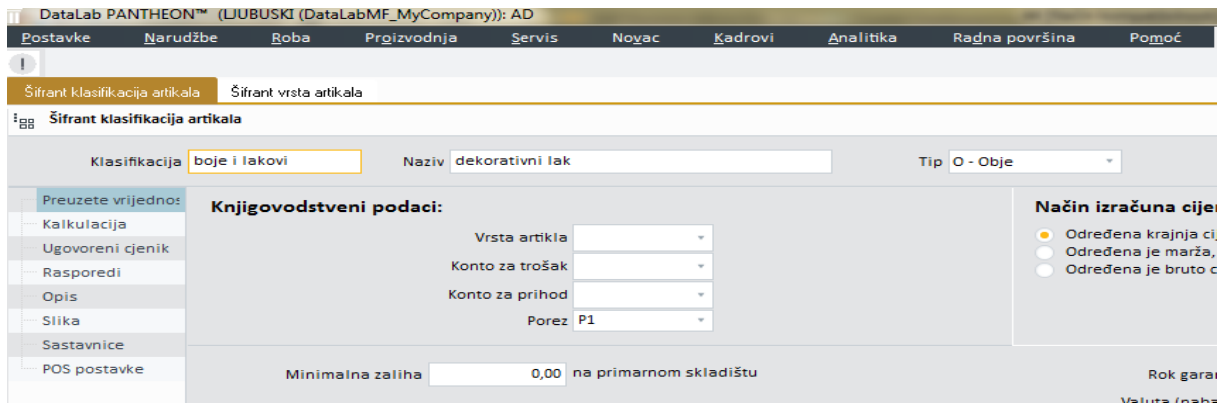 DataLab PANTHEON™ (LJUBUSKI (DataLabMF_MyCompany)): AD
Postavke Narudžbe Roba Proizvodnja Servis Novac Kadrovi Analitika Radna površina Pomoć
Šifrant klasifikacija artikala Šifrant vrsta artikala
Šifrant klasifikacija artikala
Klasifikacija boje i lakovi Naziv dekorativni lak Tip O - Obje
Preuzete vrijednos
Kalkulacija
Ugovoreni cjenik
Rasporedi
Opis
Slika
Sastavnice
POS postavke
Knjigovodstveni podaci:
Vrsta artikla
Konto za trošak
Konto za prihod
Porez P1
Način izračuna cije
Određena krajnja cij
Određena je marža,
Određena je bruto c
Minimalna zaliha 0,00 na primarnom skladištu
Rok garan
Valuta (naba